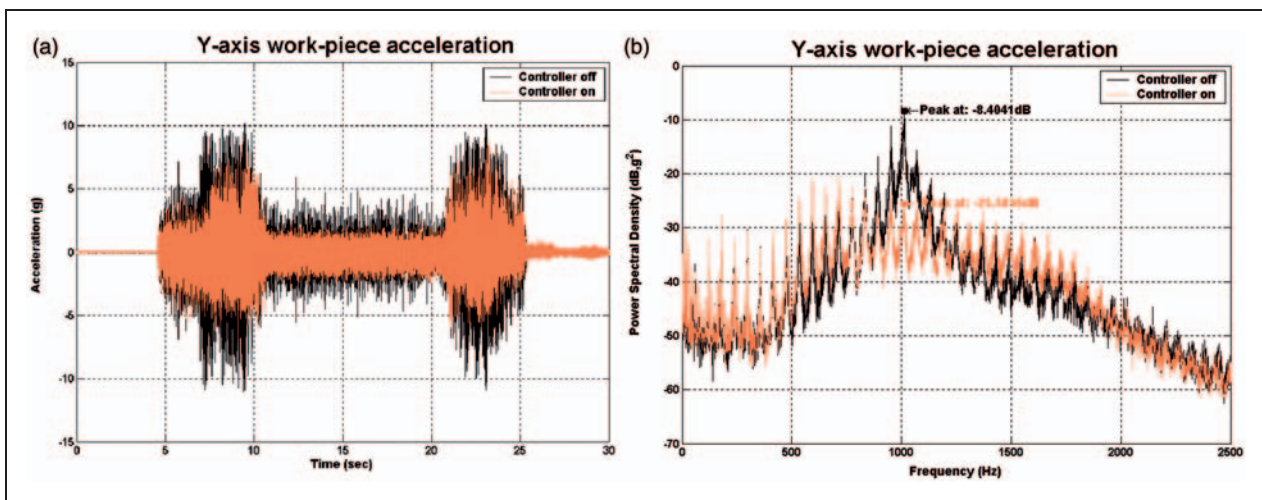 (a)
Y-axis work-piece acceleration
Controller off
Controller on
Acceleration (g)
15
10
5
0
-5
-10
-15
0
5
10
15
20
25
30
Time (sec)
(b)
Y-axis work-piece acceleration
Controller off
Controller on
Peak at: -8.4041dB
Power Spectral Density (dB,g²)
0
-10
-20
-30
-40
-50
-60
-70
0
500
1000
1500
2000
2500
Frequency (Hz)